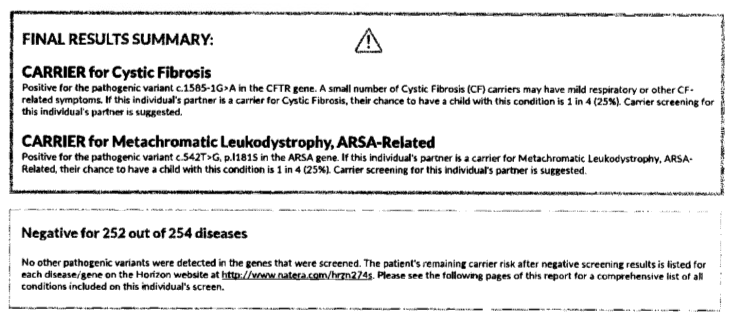 FINAL RESULTS SUMMARY:
CARRIER for Cystic Fibrosis
Positive for the pathogenic variant c.1585-1G>A in the CFTR gene. A small number of Cystic Fibrosis (CF) carriers may have mild respiratory or other CF-
related symptoms. If this individual's partner is a carrier for Cystic Fibrosis, their chance to have a child with this condition is 1 in 4 (25%). Carrier screening for
this individual's partner is suggested.
CARRIER for Metachromatic Leukodystrophy, ARSA-Related
Positive for the pathogenic variant c.542T>G, p.I181S in the ARSA gene. If this individual's partner is a carrier for Metachromatic Leukodystrophy, ARSA-
Related, their chance to have a child with this condition is 1 in 4 (25%). Carrier screening for this individual's partner is suggested.
Negative for 252 out of 254 diseases
No other pathogenic variants were detected in the genes that were screened. The patient's remaining carrier risk after negative screening results is listed for
each disease/gene on the Horizon website at http://www.natera.com/hrzn274s. Please see the following pages of this report for a comprehensive list of all
conditions included on this individual's screen.